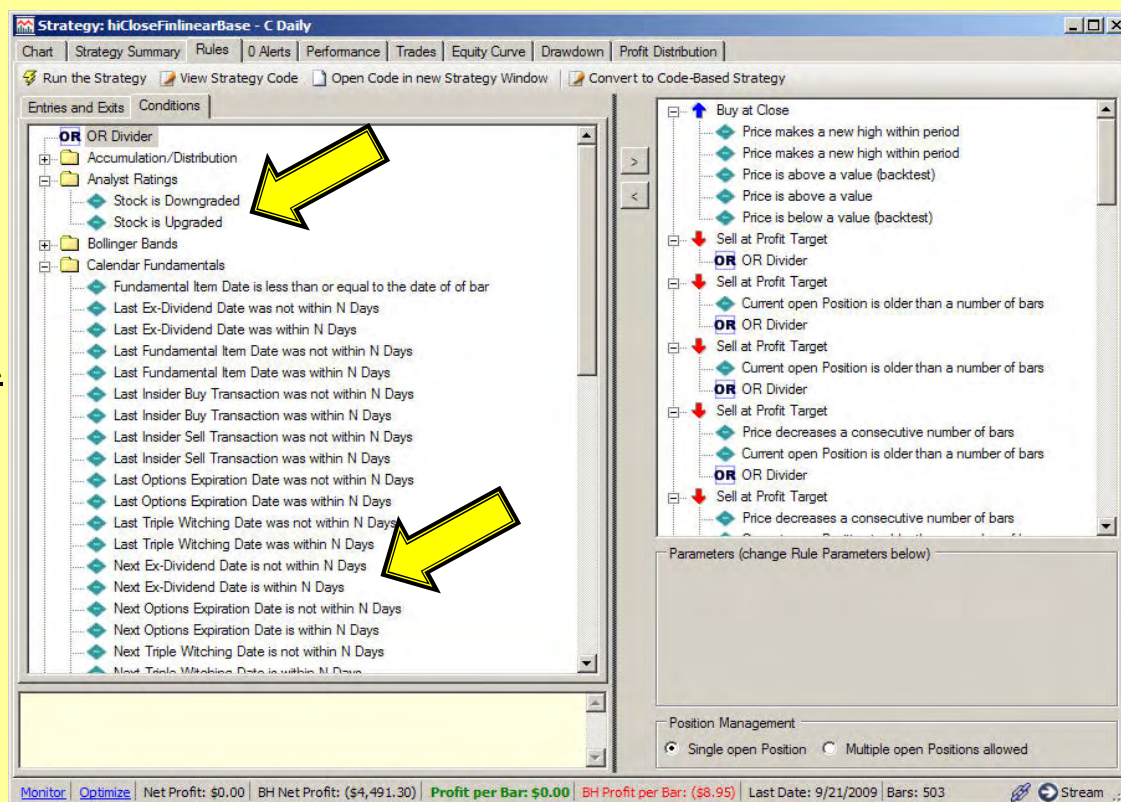 Strategy: hiCloseFinlinearBase - C Daily
Chart Strategy Summary Rules 0 Alerts Performance Trades Equity Curve Drawdown Profit Distribution
Run the Strategy View Strategy Code Open Code in new Strategy Window Convert to Code-Based Strategy
Entries and Exits Conditions
OR OR Divider
Accumulation/Distribution
Analyst Ratings
Stock is Downgraded
Stock is Upgraded
Bollinger Bands
Calendar Fundamentals
Fundamental Item Date is less than or equal to the date of of bar
Last Ex-Dividend Date was not within N Days
Last Ex-Dividend Date was within N Days
Last Fundamental Item Date was not within N Days
Last Fundamental Item Date was within N Days
Last Insider Buy Transaction was not within N Days
Last Insider Buy Transaction was within N Days
Last Insider Sell Transaction was not within N Days
Last Insider Sell Transaction was within N Days
Last Options Expiration Date was not within N Days
Last Options Expiration Date was within N Days
Last Triple Witching Date was not within N Days
Last Triple Witching Date was within N Days
Next Ex-Dividend Date is not within N Days
Next Ex-Dividend Date is within N Days
Next Options Expiration Date is not within N Days
Next Options Expiration Date is within N Days
Next Triple Witching Date is not within N Days
Next Triple Witching Date is within N Days
>
<
Buy at Close
Price makes a new high within period
Price makes a new high within period
Price is above a value (backtest)
Price is above a value
Price is below a value (backtest)
Sell at Profit Target
OR OR Divider
Sell at Profit Target
Current open Position is older than a number of bars
OR OR Divider
Sell at Profit Target
Current open Position is older than a number of bars
OR OR Divider
Sell at Profit Target
Price decreases a consecutive number of bars
Current open Position is older than a number of bars
OR OR Divider
Sell at Profit Target
Price decreases a consecutive number of bars
Parameters (change Rule Parameters below)
Position Management
Single open Position Multiple open Positions allowed
Monitor Optimize Net Profit: $0.00 BH Net Profit: ($4,491.30) Profit per Bar: $0.00 BH Profit per Bar: ($8.95) Last Date: 9/21/2009 Bars: 503 Stream